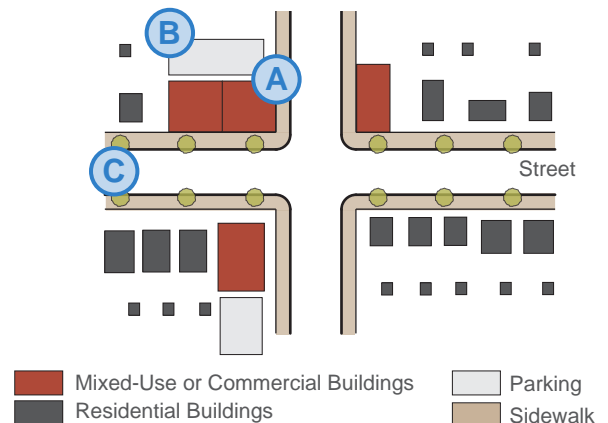 B
A
C
Street
Mixed-Use or Commercial Buildings
Parking
Residential Buildings
Sidewalk